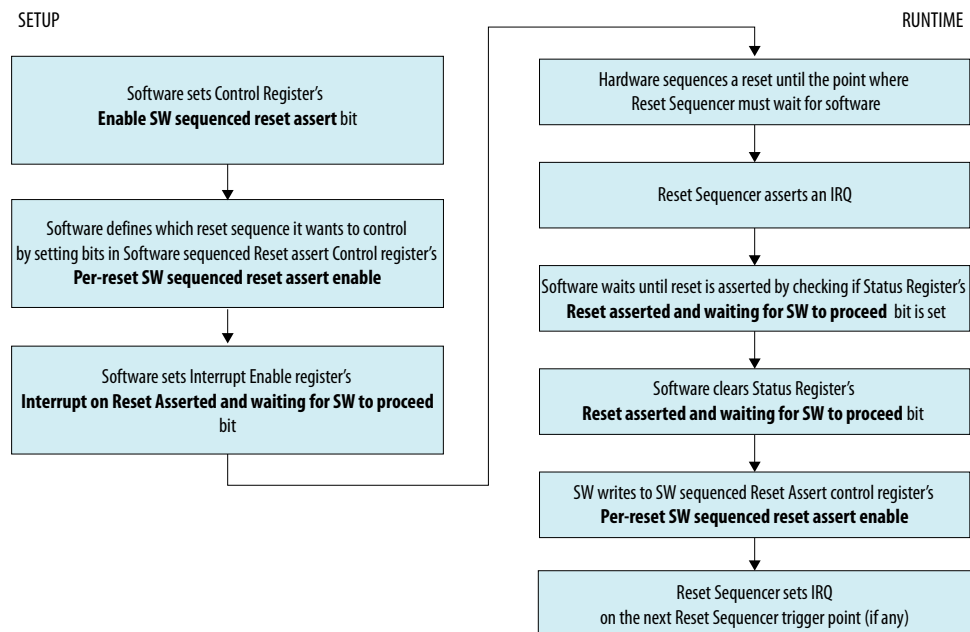 SETUP
Software sets Control Register's
Enable SW sequenced reset assert bit
Software defines which reset sequence it wants to control
by setting bits in Software sequenced Reset assert Control register's
Per-reset SW sequenced reset assert enable
Software sets Interrupt Enable register's
Interrupt on Reset Asserted and waiting for SW to proceed
bit
RUNTIME
Hardware sequences a reset until the point where
Reset Sequencer must wait for software
Reset Sequencer asserts an IRQ
Software waits until reset is asserted by checking if Status Register's
Reset asserted and waiting for SW to proceed bit is set
Software clears Status Register's
Reset asserted and waiting for SW to proceed bit
SW writes to SW sequenced Reset Assert control register's
Per-reset SW sequenced reset assert enable
Reset Sequencer sets IRQ
on the next Reset Sequencer trigger point (if any)